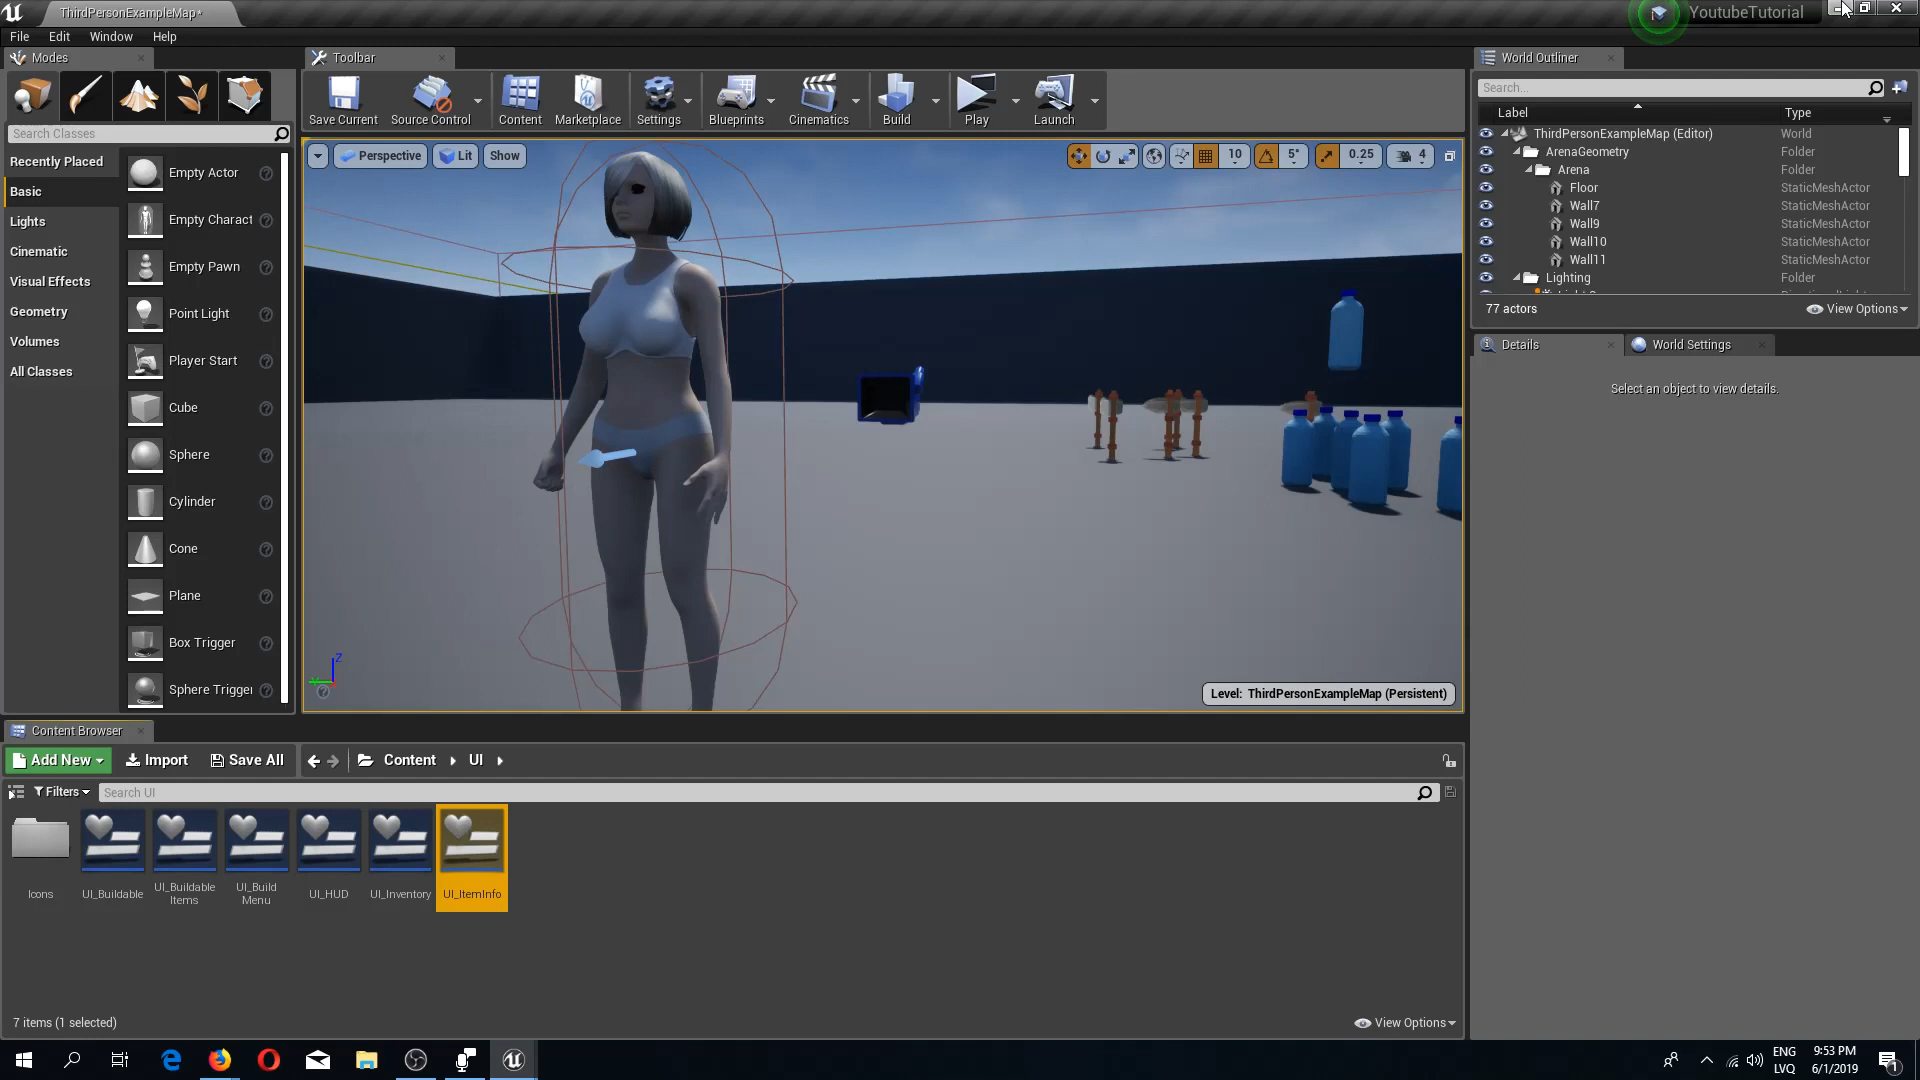 ThirdPersonExampleMap*
YoutubeTutorial
File Edit Window Help
Modes
Toolbar
World Outliner
Search Classes
Save Current Source Control Content Marketplace Settings Blueprints Cinematics Build Play Launch
Search...
Label Type
Recently Placed
Basic
Lights
Cinematic
Visual Effects
Geometry
Volumes
All Classes
Empty Actor
Empty Charact
Empty Pawn
Point Light
Player Start
Cube
Sphere
Cylinder
Cone
Plane
Box Trigger
Sphere Trigger
Perspective Lit Show
10 5° 0.25 4
Z
Level: ThirdPersonExampleMap (Persistent)
ThirdPersonExampleMap (Editor) World
ArenaGeometry Folder
Arena Folder
Floor StaticMeshActor
Wall7 StaticMeshActor
Wall9 StaticMeshActor
Wall10 StaticMeshActor
Wall11 StaticMeshActor
Lighting Folder
77 actors View Options
Details World Settings
Select an object to view details.
Content Browser
Add New Import Save All Content UI
Filters Search UI
Icons
UI_Buildable
UI_Buildable
Items
UI_Build
Menu
UI_HUD
UI_Inventory
UI_ItemInfo
7 items (1 selected) View Options
ENG
LVQ
9:53 PM
6/1/2019
1